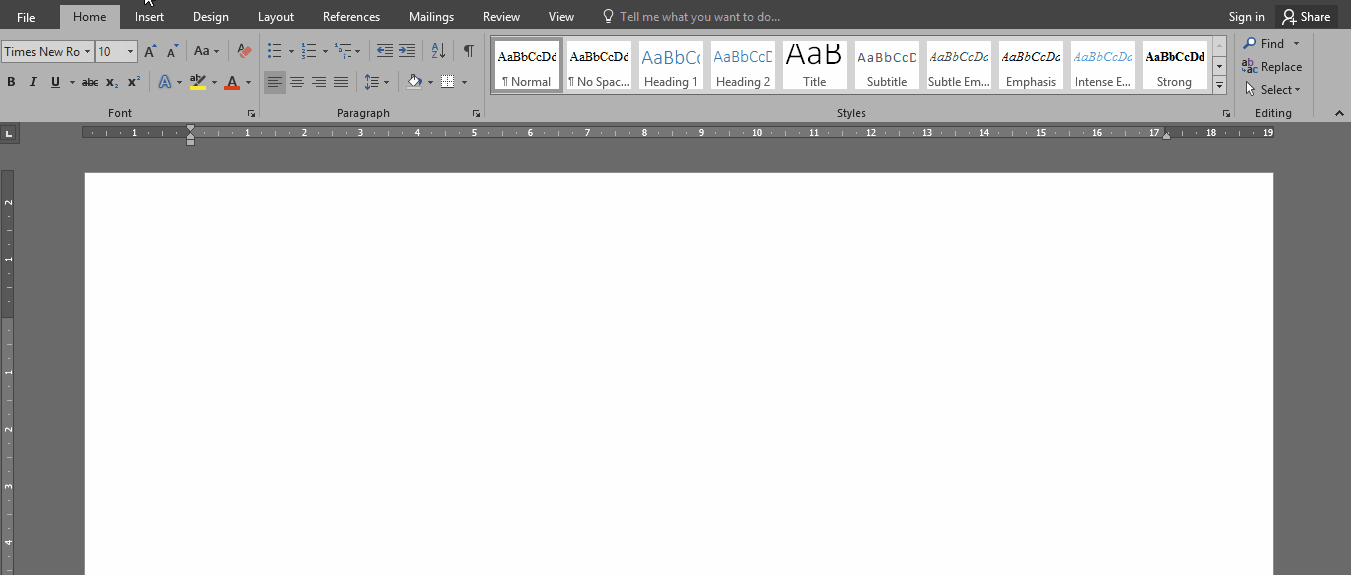 File Home Insert Design Layout References Mailings Review View Tell me what you want to do... Sign in Share
Times New Ro 10 A A Aa AaBbCcDd AaBbCcDd AaBbCc AaBbCcD AaB AaBbCcD AaBbCcDd AaBbCcDd AaBbCcDd AaBbCcDd Find
B I U abc X₂ X² A ab A ¶ Normal ¶ No Spac... Heading 1 Heading 2 Title Subtitle Subtle Em... Emphasis Intense E... Strong Replace
Select
Font Paragraph Styles Editing
1 1 2 3 4 5 6 7 8 9 10 11 12 13 14 15 16 17 18 19
2
1
1
2
3
4